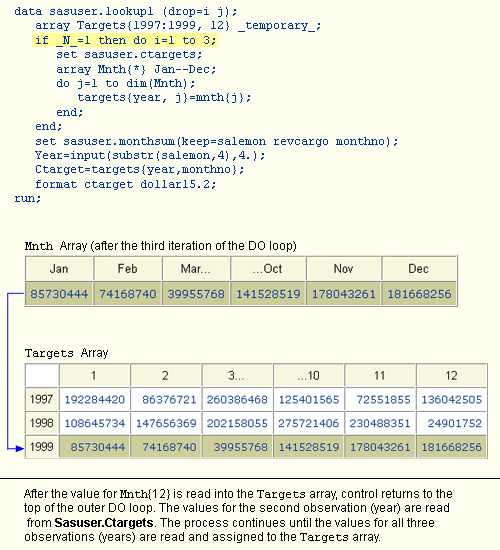 data sasuser.lookup1 (drop=i j);
array Targets{1997:1999, 12} _temporary_;
if _N_=1 then do i=1 to 3;
set sasuser.ctargets;
array Mnth{*} Jan--Dec;
do j=1 to dim(Mnth);
targets{year, j}=mnth{j};
end;
end;
set sasuser.monthsum(keep=salemon revcargo monthno);
Year=input(substr(salemon,4),4.);
Ctarget=targets{year,monthno};
format ctarget dollar15.2;
run;
Mnth Array (after the third iteration of the DO loop)
Jan Feb Mar... ...Oct Nov Dec
85730444 74168740 39955768 141528519 178043261 181668256
Targets Array
1 2 3... ...10 11 12
1997 192284420 86376721 260386468 125401565 72551855 136042505
1998 108645734 147656369 202158055 275721406 230488351 24901752
1999 85730444 74168740 39955768 141528519 178043261 181668256
After the value for Mnth{12} is read into the Targets array, control returns to the
top of the outer DO loop. The values for the second observation (year) are read
from Sasuser.Ctargets. The process continues until the values for all three
observations (years) are read and assigned to the Targets array.